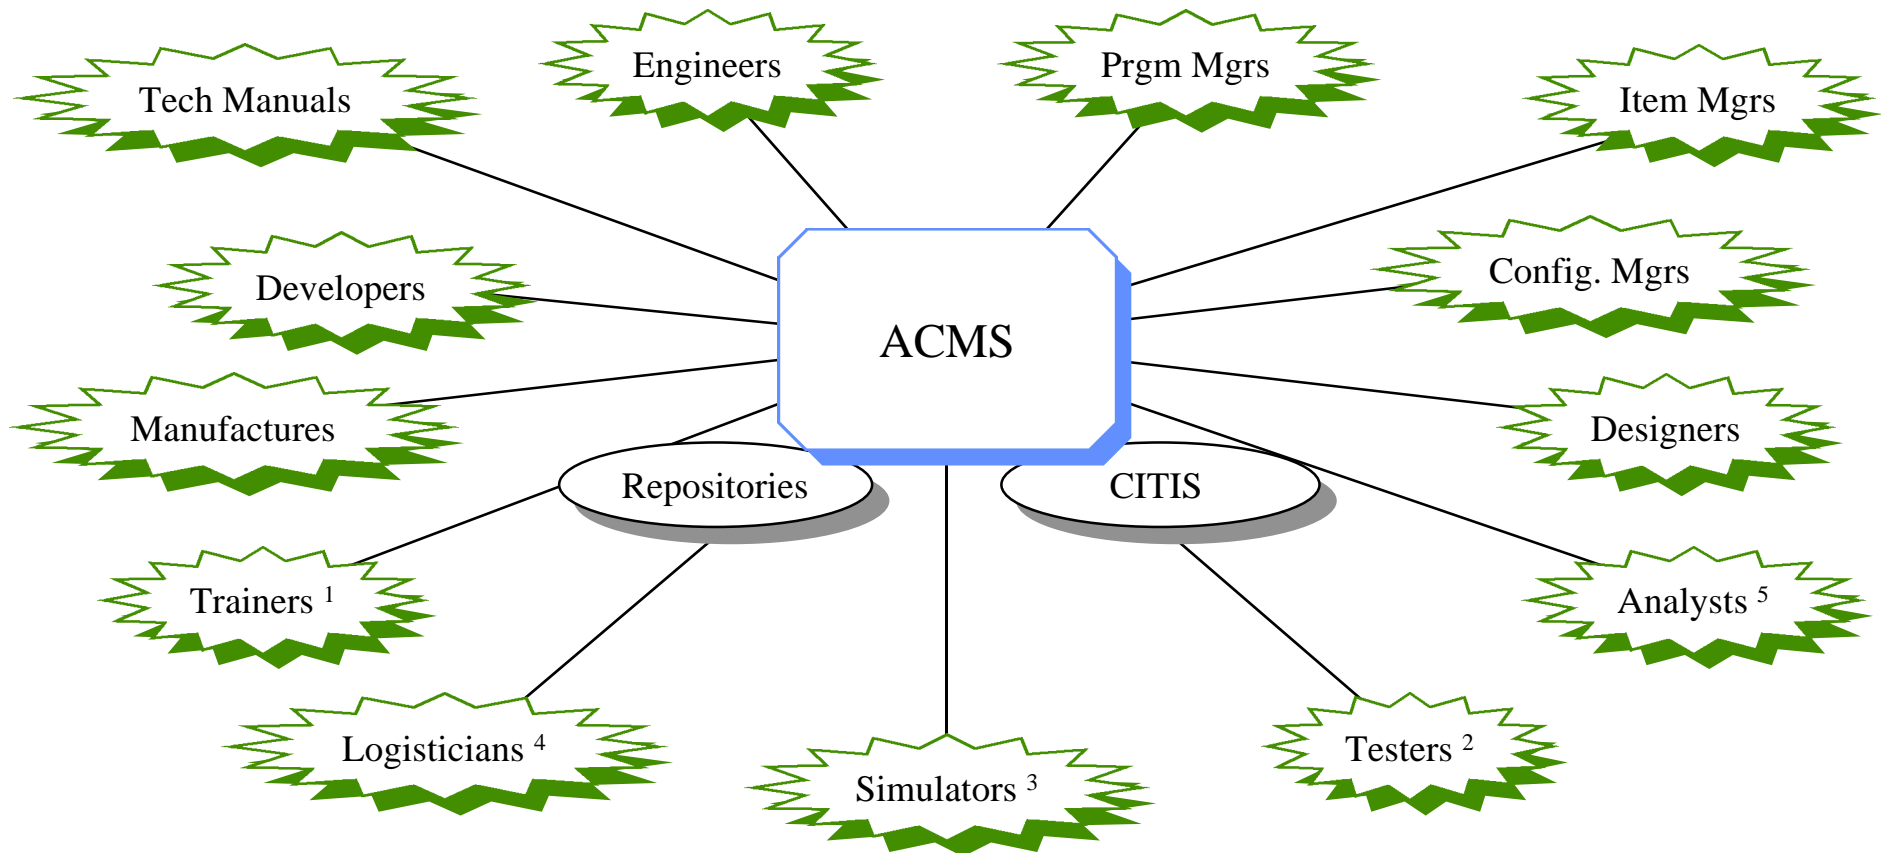 Engineers
Prgm Mgrs
Tech Manuals
Item Mgrs
Developers
Config. Mgrs
ACMS
Manufactures
Designers
Repositories
CITIS
Trainers 1
Analysts 5
Logisticians 4
Testers 2
Simulators 3